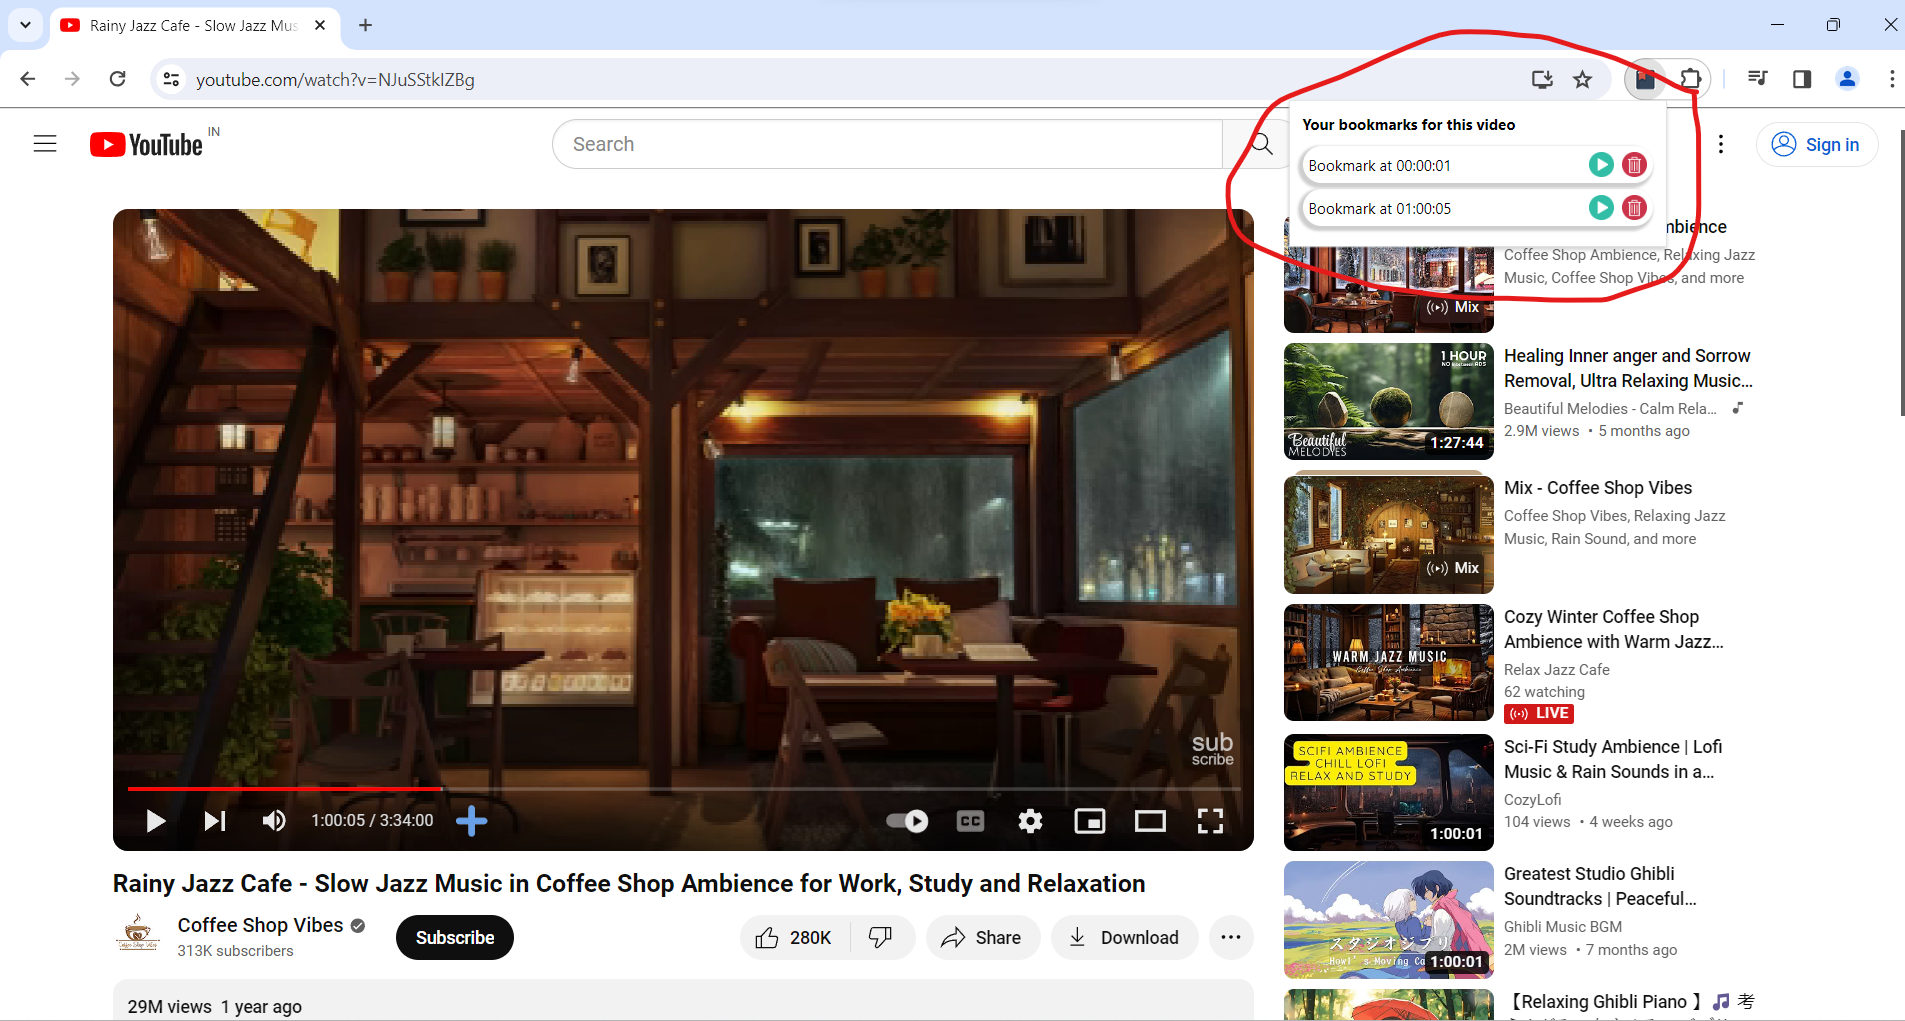 Rainy Jazz Cafe - Slow Jazz Mus
youtube.com/watch?v=NJuSStkIZBg
YouTube IN
Search
Sign in
Your bookmarks for this video
Bookmark at 00:00:01
Bookmark at 01:00:05
sub
scribe
1:00:05 / 3:34:00
CC
Rainy Jazz Cafe - Slow Jazz Music in Coffee Shop Ambience for Work, Study and Relaxation
Coffee Shop Vibes
313K subscribers
Subscribe
280K
Share
Download
29M views 1 year ago
mbience
Coffee Shop Ambience, Relaxing Jazz
Music, Coffee Shop Vibes, and more
Mix
1 HOUR
Beautiful
MELODIES
1:27:44
Healing Inner anger and Sorrow
Removal, Ultra Relaxing Music...
Beautiful Melodies - Calm Rela...
2.9M views • 5 months ago
Mix
Mix - Coffee Shop Vibes
Coffee Shop Vibes, Relaxing Jazz
Music, Rain Sound, and more
WARM JAZZ MUSIC
Coffee Shop Ambience
Cozy Winter Coffee Shop
Ambience with Warm Jazz...
Relax Jazz Cafe
62 watching
LIVE
SCIFI AMBIENCE
CHILL LOFI
RELAX AND STUDY
1:00:01
Sci-Fi Study Ambience | Lofi
Music & Rain Sounds in a...
CozyLofi
104 views • 4 weeks ago
スタジオジブリ
Howl's Moving Ca
1:00:01
Greatest Studio Ghibli
Soundtracks | Peaceful...
Ghibli Music BGM
2M views • 7 months ago
【Relaxing Ghibli Piano 】🎵 考